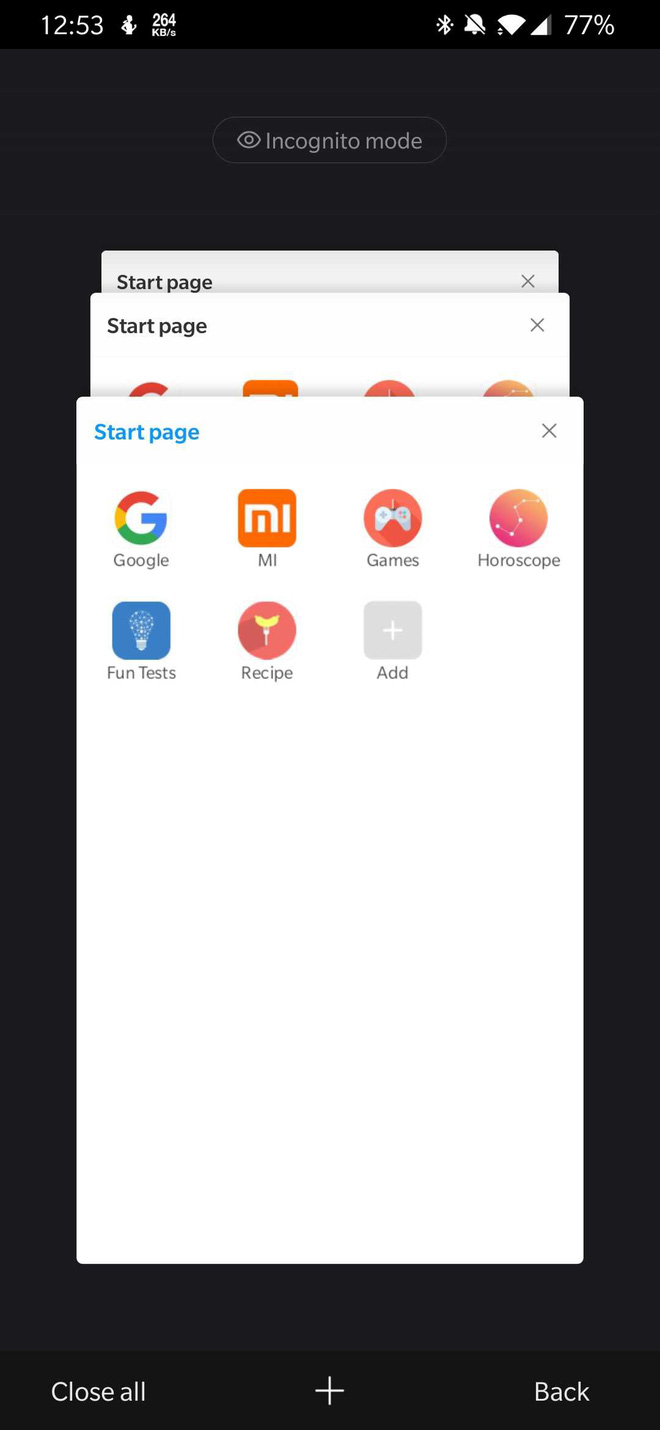 12:53 264 KB/s 77%
Incognito mode
Start page
Start page
Start page
Google MI Games Horoscope
Fun Tests Recipe Add
Close all Back